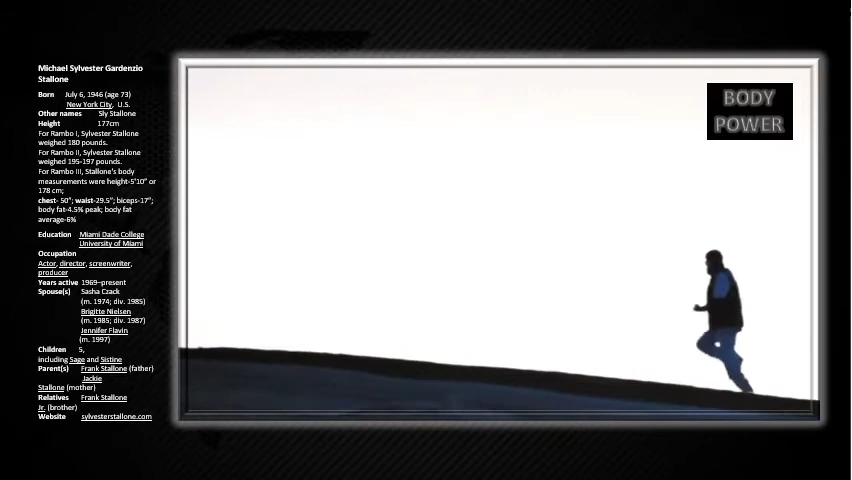 Michael Sylvester Gardenzio
Stallone
Born July 6, 1946 (age 73)
New York City, U.S.
Other names Sly Stallone
Height 177cm
For Rambo I, Sylvester Stallone
weighed 180 pounds.
For Rambo II, Sylvester Stallone
weighed 195-197 pounds.
For Rambo III, Stallone's body
measurements were height-5'10" or
178 cm;
chest- 50"; waist-29.5"; biceps-17";
body fat-4.5% peak; body fat
average-6%
Education Miami Dade College
University of Miami
Occupation
Actor, director, screenwriter,
producer
Years active 1969–present
Spouse(s) Sasha Czack
(m. 1974; div. 1985)
Brigitte Nielsen
(m. 1985; div. 1987)
Jennifer Flavin
(m. 1997)
Children 5,
including Sage and Sistine
Parent(s) Frank Stallone (father)
Jackie
Stallone (mother)
Relatives Frank Stallone
Jr. (brother)
Website sylvesterstallone.com
BODY
POWER